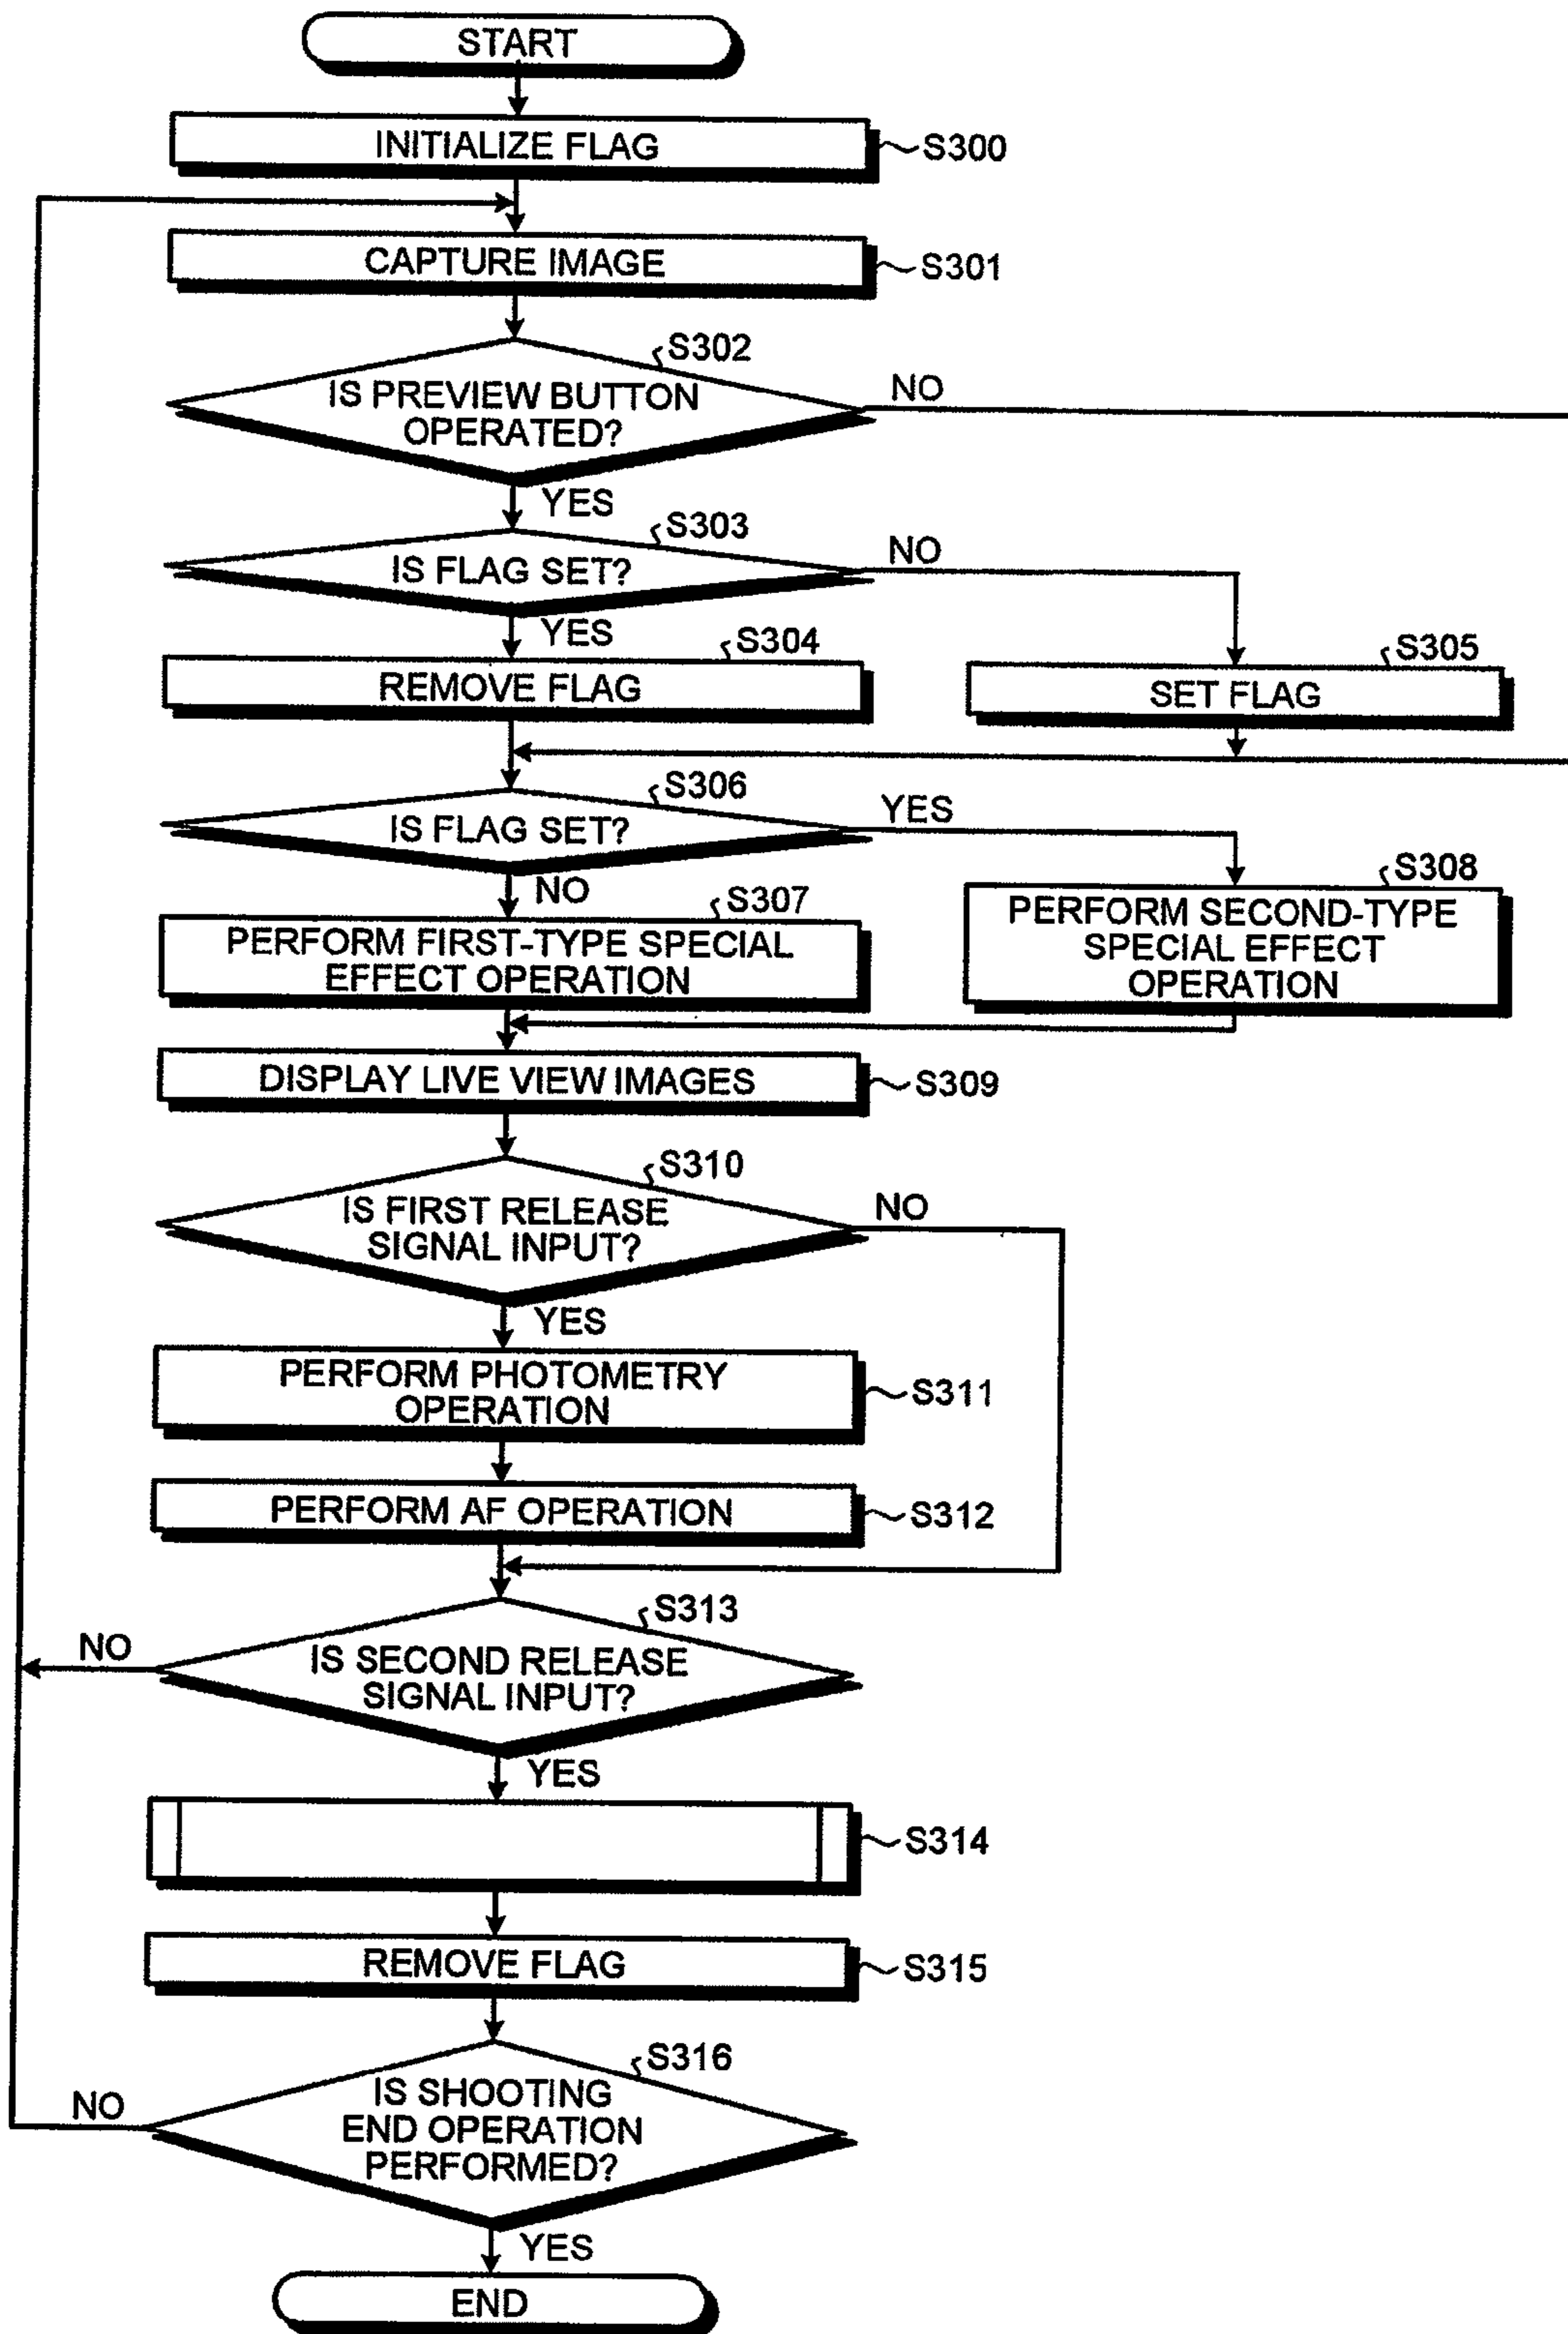 START
INITIALIZE FLAG
S300
CAPTURE IMAGE
S301
S302
IS PREVIEW BUTTON
OPERATED?
NO
YES
S303
IS FLAG SET?
NO
YES
S304
REMOVE FLAG
S305
SET FLAG
S306
IS FLAG SET?
YES
NO
S307
PERFORM FIRST-TYPE SPECIAL
EFFECT OPERATION
S308
PERFORM SECOND-TYPE
SPECIAL EFFECT
OPERATION
DISPLAY LIVE VIEW IMAGES
S309
S310
IS FIRST RELEASE
SIGNAL INPUT?
NO
YES
PERFORM PHOTOMETRY
OPERATION
S311
PERFORM AF OPERATION
S312
S313
IS SECOND RELEASE
SIGNAL INPUT?
NO
YES
S314
REMOVE FLAG
S315
S316
IS SHOOTING
END OPERATION
PERFORMED?
NO
YES
END